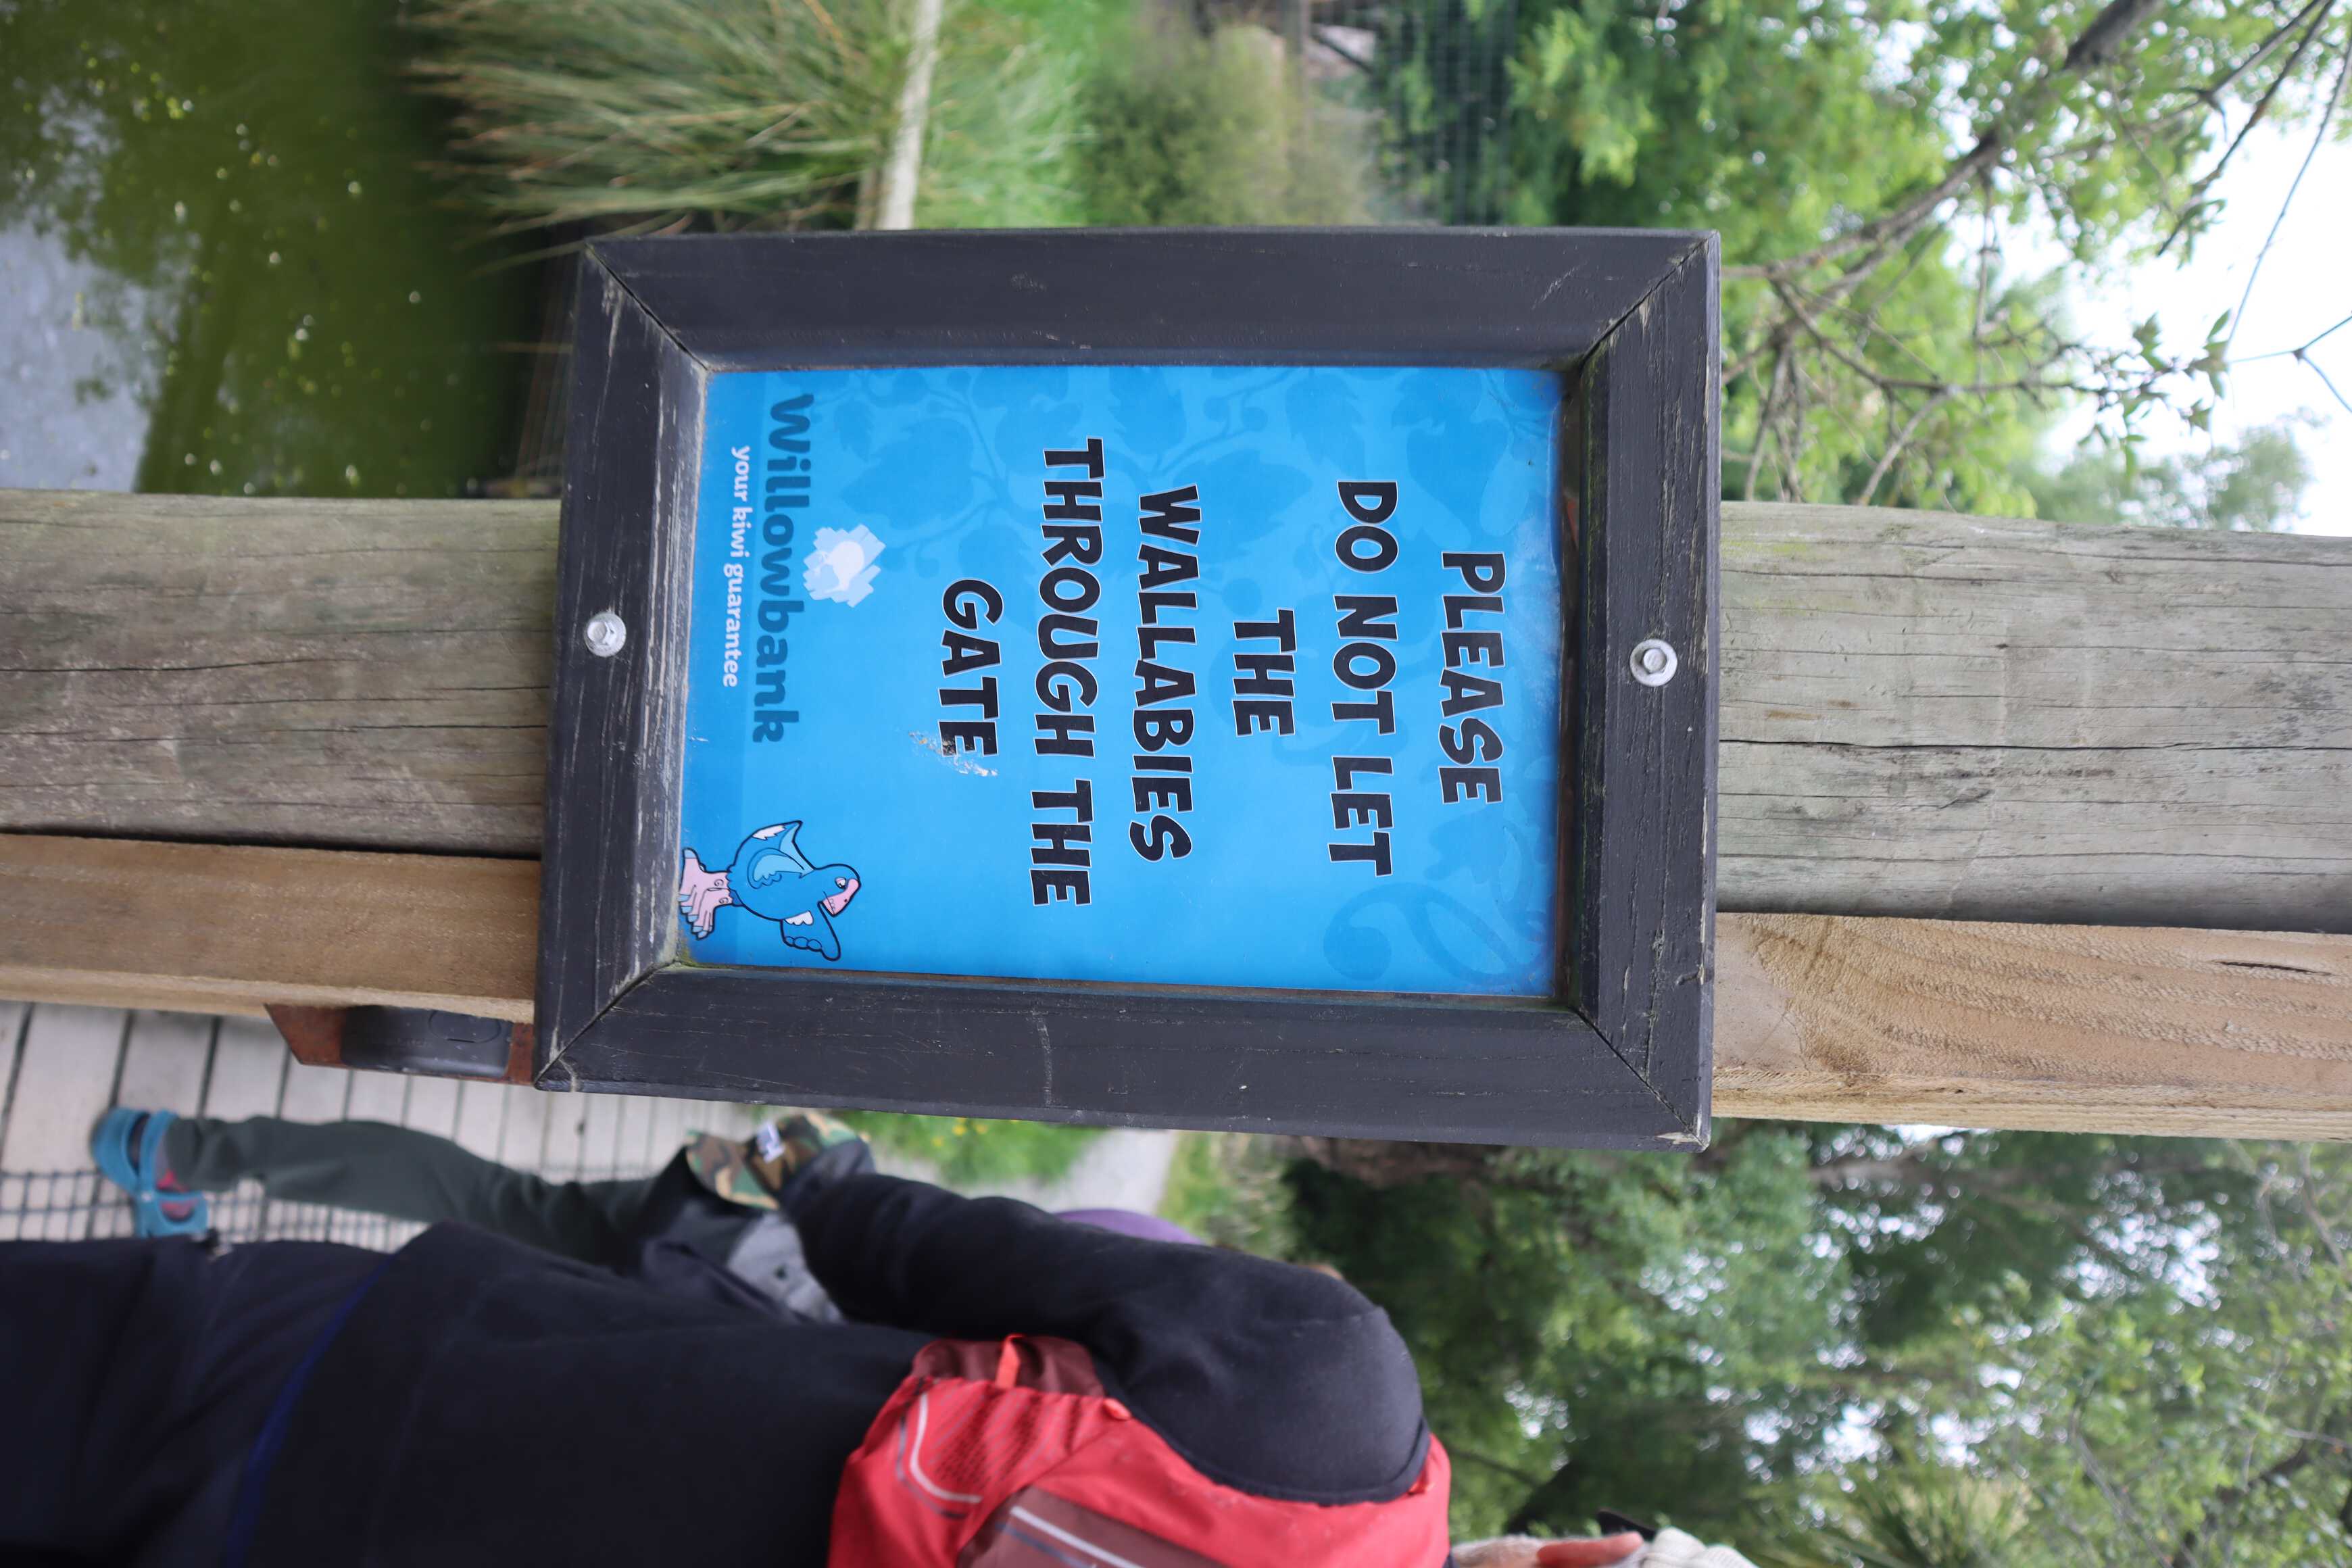 PLEASE
DO NOT LET
THE
WALLABIES
THROUGH THE
GATE
Willowbank
your kiwi guarantee